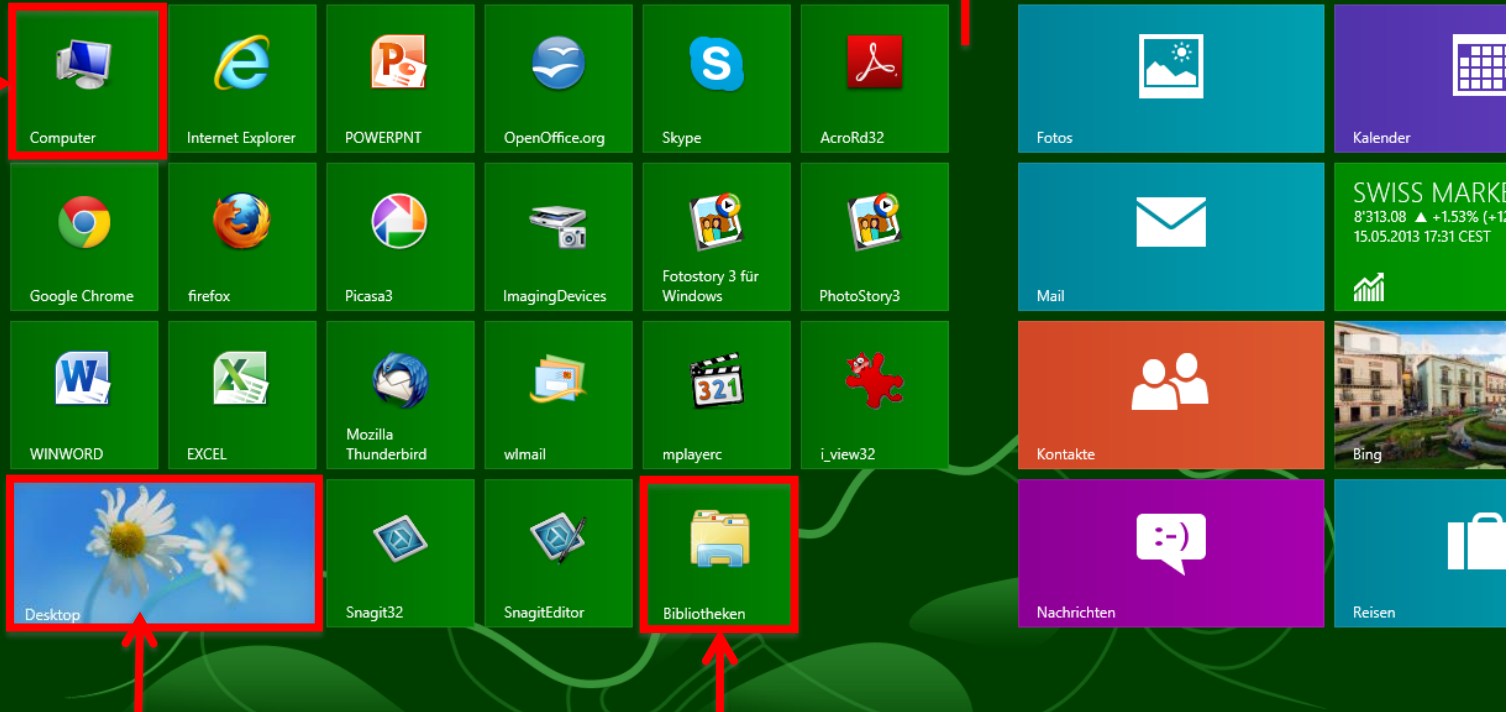 Computer
Internet Explorer
POWERPNT
OpenOffice.org
Skype
AcroRd32
Fotos
Kalender
Google Chrome
firefox
Picasa3
ImagingDevices
Fotostory 3 für
Windows
PhotoStory3
Mail
SWISS MARKE
8'313.08 ▲ +1.53% (+12
15.05.2013 17:31 CEST
WINWORD
EXCEL
Mozilla
Thunderbird
wlmail
321
mplayerc
i_view32
Kontakte
Bing
Desktop
Snagit32
SnagitEditor
Bibliotheken
:-)
Nachrichten
Reisen